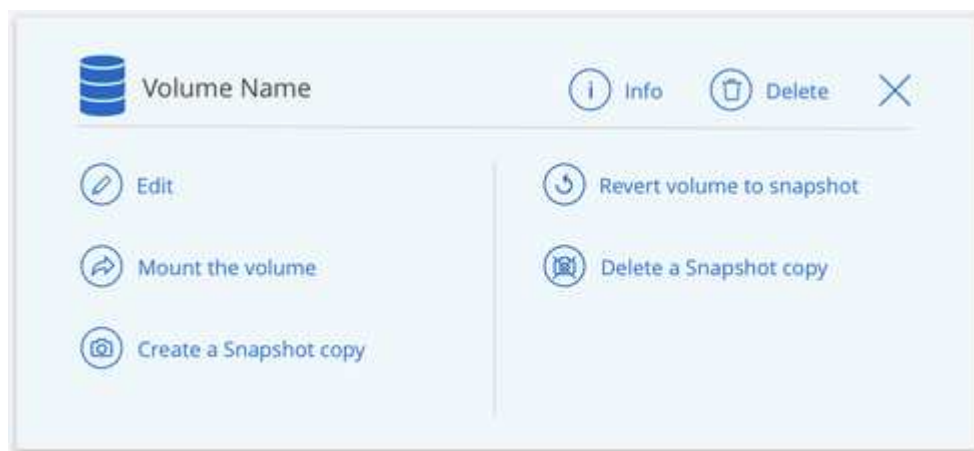 Volume Name
Info
Delete
Edit
Mount the volume
Create a Snapshot copy
Revert volume to snapshot
Delete a Snapshot copy